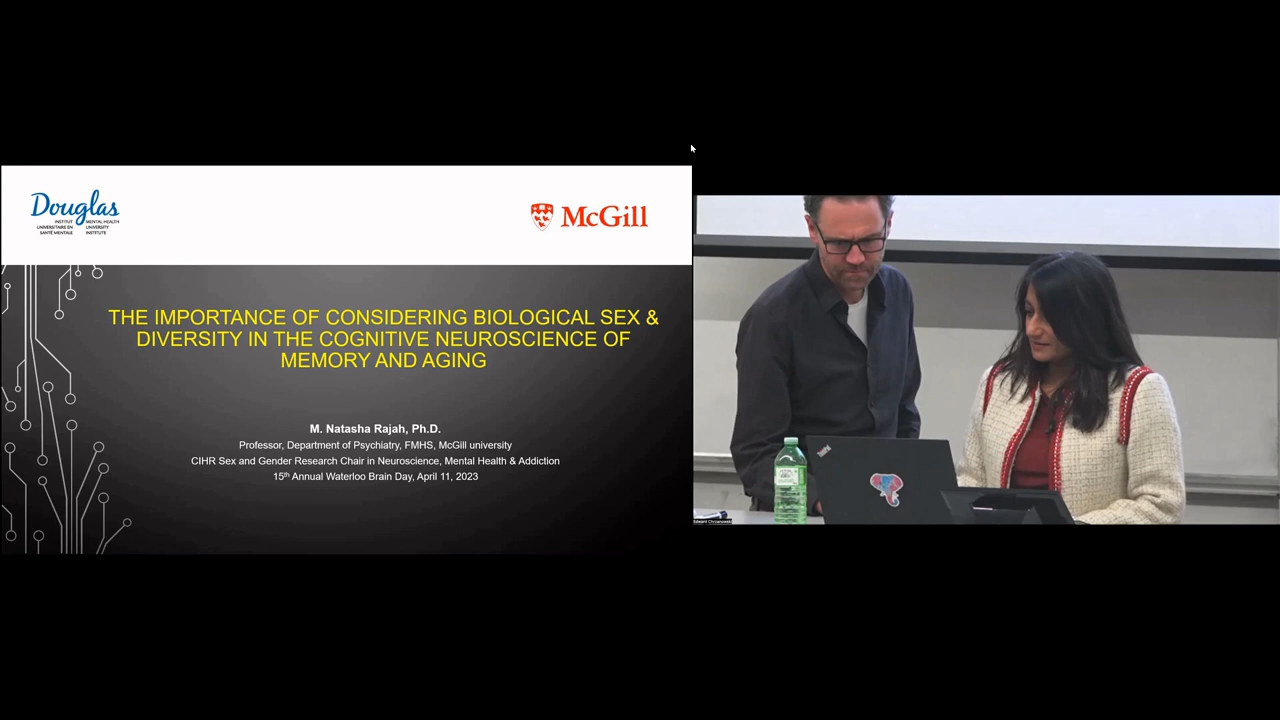 Douglas
INSTITUT
UNIVERSITAIRE EN
SANTÉ MENTALE
MENTAL HEALTH
UNIVERSITY
INSTITUTE
McGill
THE IMPORTANCE OF CONSIDERING BIOLOGICAL SEX &
DIVERSITY IN THE COGNITIVE NEUROSCIENCE OF
MEMORY AND AGING
M. Natasha Rajah, Ph.D.
Professor, Department of Psychiatry, FMHS, McGill university
CIHR Sex and Gender Research Chair in Neuroscience, Mental Health & Addiction
15th Annual Waterloo Brain Day, April 11, 2023
Edward Chrzanowski